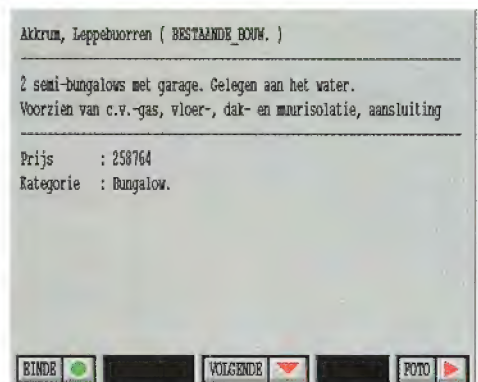 Akkrum, Leppebuorren ( BESTAANDE_BOUW. )
2 semi-bungalows met garage. Gelegen aan het water.
Voorzien van c.v.-gas, vloer-, dak- en muurisolatie, aansluiting
Prijs : 258764
Kategorie : Bungalow.
EINDE VOLGENDE FOTO